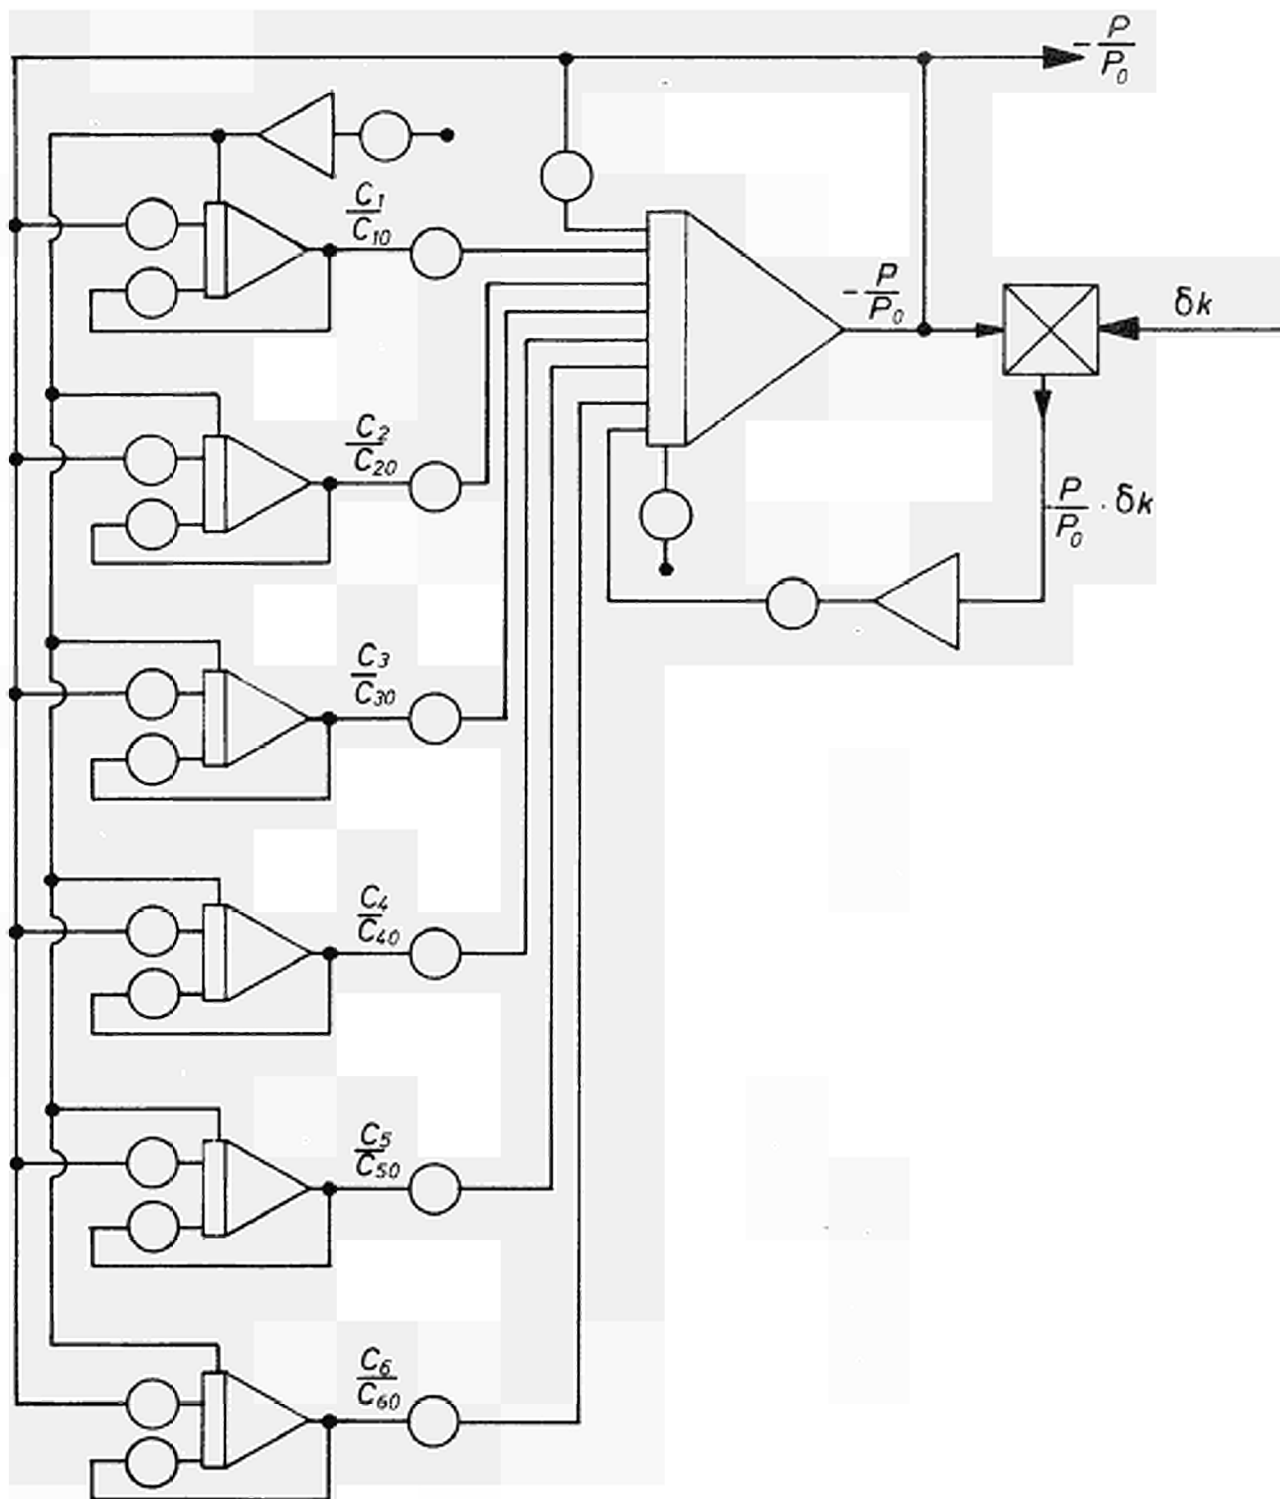 -P/P₀
C₁/C₁₀
-P/P₀
δk
C₂/C₂₀
P/P₀ · δk
C₃/C₃₀
C₄/C₄₀
C₅/C₅₀
C₆/C₆₀